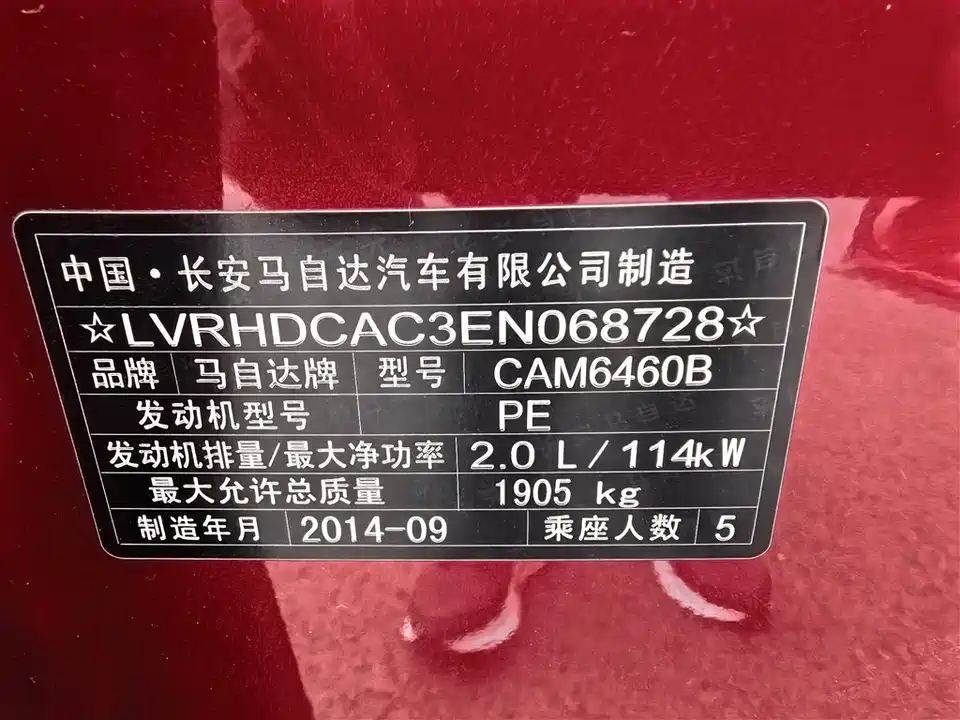 中国·长安马自达汽车有限公司制造
☆LVRHDCAC3EN068728☆
品牌 马自达牌 型号 CAM6460B
发动机型号 PE
发动机排量/最大净功率 2.0 L/114kW
最大允许总质量 1905 kg
制造年月 2014-09 乘座人数 5